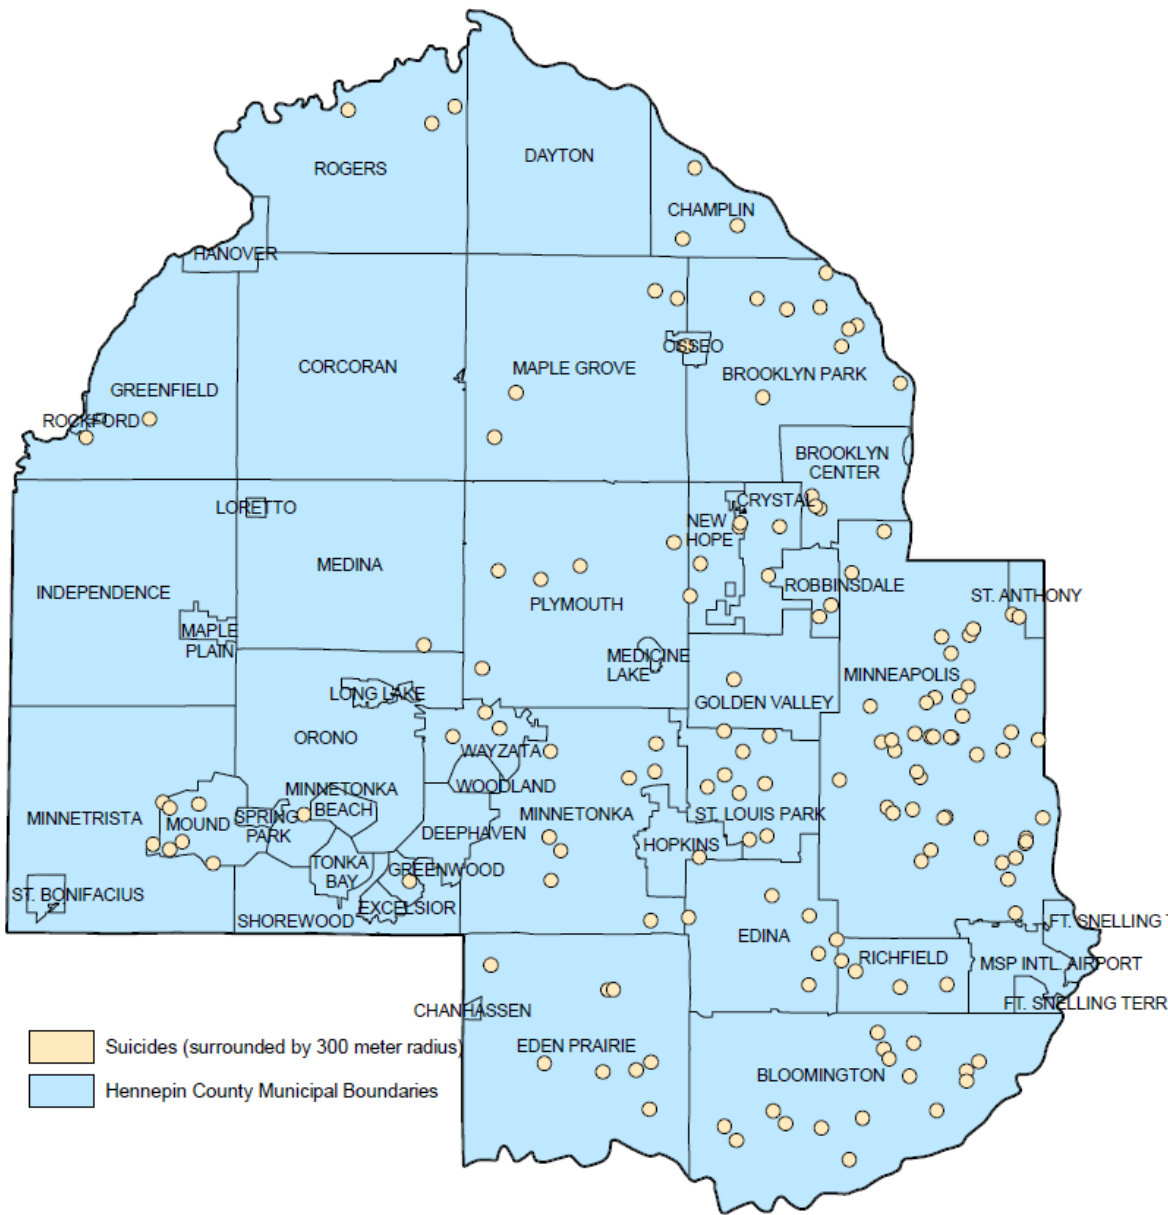 DAYTON
ROGERS
CHAMPLIN
HANOVER
OSSEO
CORCORAN
MAPLE GROVE
BROOKLYN PARK
GREENFIELD
ROCKFORD
BROOKLYN
CENTER
LORETTO
CRYSTAL
NEW
HOPE
MEDINA
INDEPENDENCE
ROBBINSDALE
ST. ANTHONY
PLYMOUTH
MAPLE
PLAIN
MEDICINE
LAKE
MINNEAPOLIS
LONG LAKE
GOLDEN VALLEY
ORONO
WAYZATA
WOODLAND
MINNETONKA
BEACH
MINNETRISTA
MOUND
SPRING
PARK
MINNETONKA
ST. LOUIS PARK
DEEPHAVEN
HOPKINS
TONKA
BAY
GREENWOOD
ST. BONIFACIUS
EXCELSIOR
SHOREWOOD
EDINA
FT. SNELLING T
RICHFIELD
MSP INTL. AIRPORT
CHANHASSEN
FT. SNELLING TERR
EDEN PRAIRIE
Suicides (surrounded by 300 meter radius)
BLOOMINGTON
Hennepin County Municipal Boundaries